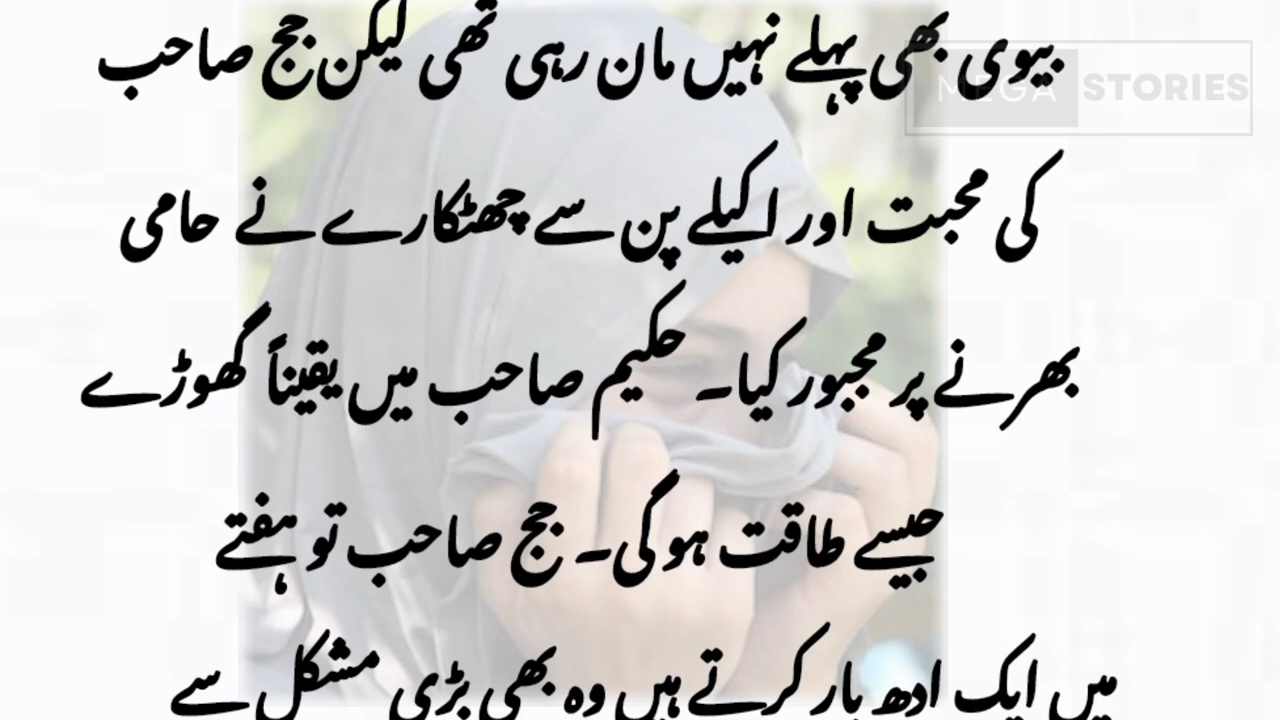 بیوی بھی پہلے نہیں مان رہی تھی لیکن جج صاحب
MEGA STORIES
کی محبت اور اکیلے پن سے چھٹکارے نے حامی
بھرنے پر مجبور کیا۔ حکیم صاحب میں یقیناً گھوڑے
جیسے طاقت ہوگی۔ جج صاحب تو ہفتے
میں ایک ادھ بار کرتے ہیں وہ بھی بڑی مشکل سے